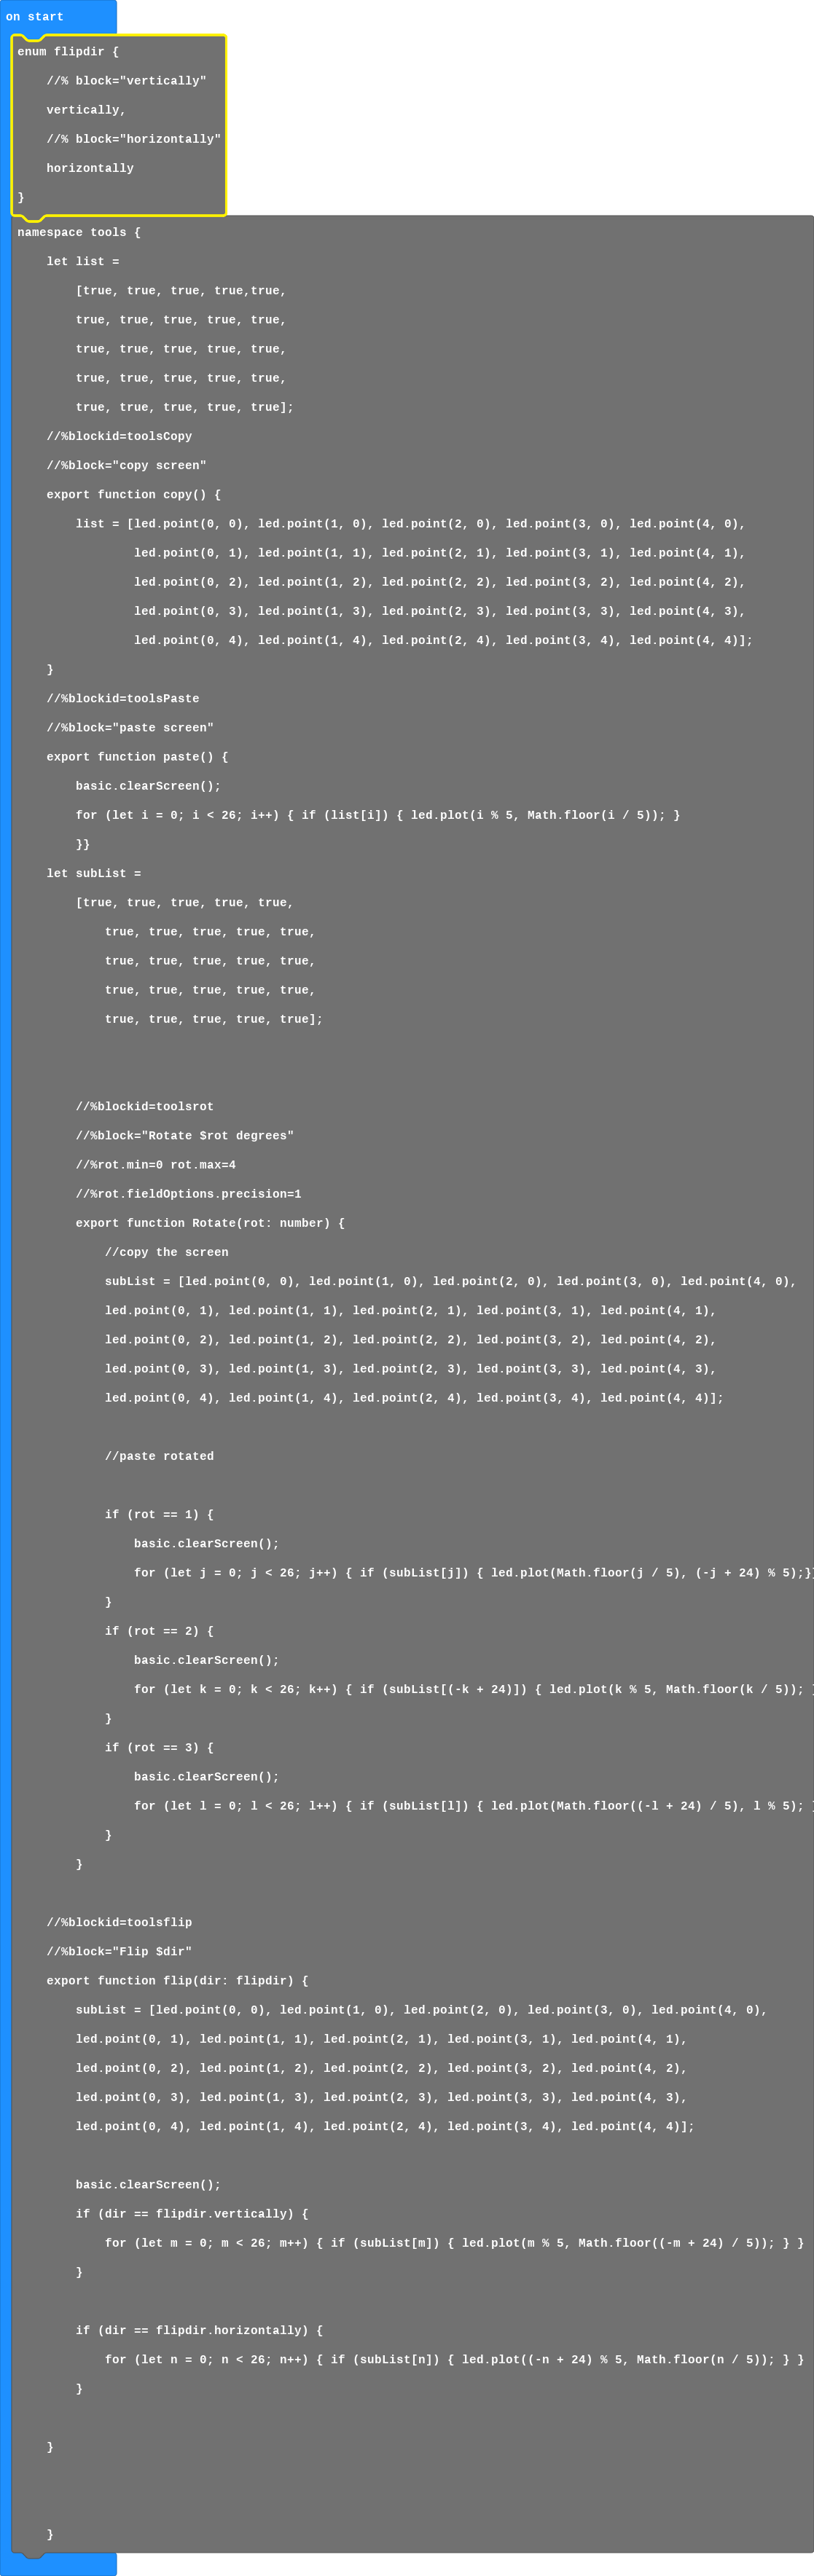 on start
enum flipdir {
    //% block="vertically"
    vertically,
    //% block="horizontally"
    horizontally
}
namespace tools {
    let list =
        [true, true, true, true,true,
        true, true, true, true, true,
        true, true, true, true, true,
        true, true, true, true, true,
        true, true, true, true, true];
    //%blockid=toolsCopy
    //%block="copy screen"
    export function copy() {
        list = [led.point(0, 0), led.point(1, 0), led.point(2, 0), led.point(3, 0), led.point(4, 0),
                led.point(0, 1), led.point(1, 1), led.point(2, 1), led.point(3, 1), led.point(4, 1),
                led.point(0, 2), led.point(1, 2), led.point(2, 2), led.point(3, 2), led.point(4, 2),
                led.point(0, 3), led.point(1, 3), led.point(2, 3), led.point(3, 3), led.point(4, 3),
                led.point(0, 4), led.point(1, 4), led.point(2, 4), led.point(3, 4), led.point(4, 4)];
    }
    //%blockid=toolsPaste
    //%block="paste screen"
    export function paste() {
        basic.clearScreen();
        for (let i = 0; i < 26; i++) { if (list[i]) { led.plot(i % 5, Math.floor(i / 5)); }
        }}
    let subList =
        [true, true, true, true, true,
            true, true, true, true, true,
            true, true, true, true, true,
            true, true, true, true, true,
            true, true, true, true, true];
        //%blockid=toolsrot
        //%block="Rotate $rot degrees"
        //%rot.min=0 rot.max=4
        //%rot.fieldOptions.precision=1
        export function Rotate(rot: number) {
            //copy the screen
            subList = [led.point(0, 0), led.point(1, 0), led.point(2, 0), led.point(3, 0), led.point(4, 0),
            led.point(0, 1), led.point(1, 1), led.point(2, 1), led.point(3, 1), led.point(4, 1),
            led.point(0, 2), led.point(1, 2), led.point(2, 2), led.point(3, 2), led.point(4, 2),
            led.point(0, 3), led.point(1, 3), led.point(2, 3), led.point(3, 3), led.point(4, 3),
            led.point(0, 4), led.point(1, 4), led.point(2, 4), led.point(3, 4), led.point(4, 4)];
            //paste rotated
            if (rot == 1) {
                basic.clearScreen();
                for (let j = 0; j < 26; j++) { if (subList[j]) { led.plot(Math.floor(j / 5), (-j + 24) % 5);}}
            }
            if (rot == 2) {
                basic.clearScreen();
                for (let k = 0; k < 26; k++) { if (subList[(-k + 24)]) { led.plot(k % 5, Math.floor(k / 5)); }
            }
            if (rot == 3) {
                basic.clearScreen();
                for (let l = 0; l < 26; l++) { if (subList[l]) { led.plot(Math.floor((-l + 24) / 5), l % 5); }
            }
        }
    //%blockid=toolsflip
    //%block="Flip $dir"
    export function flip(dir: flipdir) {
        subList = [led.point(0, 0), led.point(1, 0), led.point(2, 0), led.point(3, 0), led.point(4, 0),
        led.point(0, 1), led.point(1, 1), led.point(2, 1), led.point(3, 1), led.point(4, 1),
        led.point(0, 2), led.point(1, 2), led.point(2, 2), led.point(3, 2), led.point(4, 2),
        led.point(0, 3), led.point(1, 3), led.point(2, 3), led.point(3, 3), led.point(4, 3),
        led.point(0, 4), led.point(1, 4), led.point(2, 4), led.point(3, 4), led.point(4, 4)];
        basic.clearScreen();
        if (dir == flipdir.vertically) {
            for (let m = 0; m < 26; m++) { if (subList[m]) { led.plot(m % 5, Math.floor((-m + 24) / 5)); } }
        }
        if (dir == flipdir.horizontally) {
            for (let n = 0; n < 26; n++) { if (subList[n]) { led.plot((-n + 24) % 5, Math.floor(n / 5)); } }
        }
    }
    }